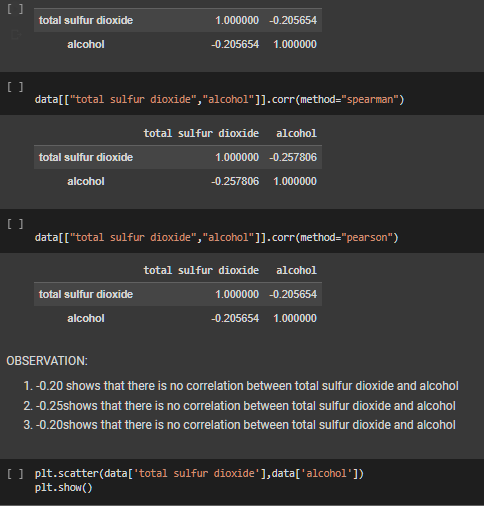 [ ]
total sulfur dioxide 1.000000 -0.205654
alcohol -0.205654 1.000000
[ ]
data[["total sulfur dioxide","alcohol"]].corr(method="spearman")
total sulfur dioxide alcohol
total sulfur dioxide 1.000000 -0.257806
alcohol -0.257806 1.000000
[ ]
data[["total sulfur dioxide","alcohol"]].corr(method="pearson")
total sulfur dioxide alcohol
total sulfur dioxide 1.000000 -0.205654
alcohol -0.205654 1.000000
OBSERVATION:
1. -0.20 shows that there is no correlation between total sulfur dioxide and alcohol
2. -0.25shows that there is no correlation between total sulfur dioxide and alcohol
3. -0.20shows that there is no correlation between total sulfur dioxide and alcohol
[ ] plt.scatter(data['total sulfur dioxide'],data['alcohol'])
plt.show()